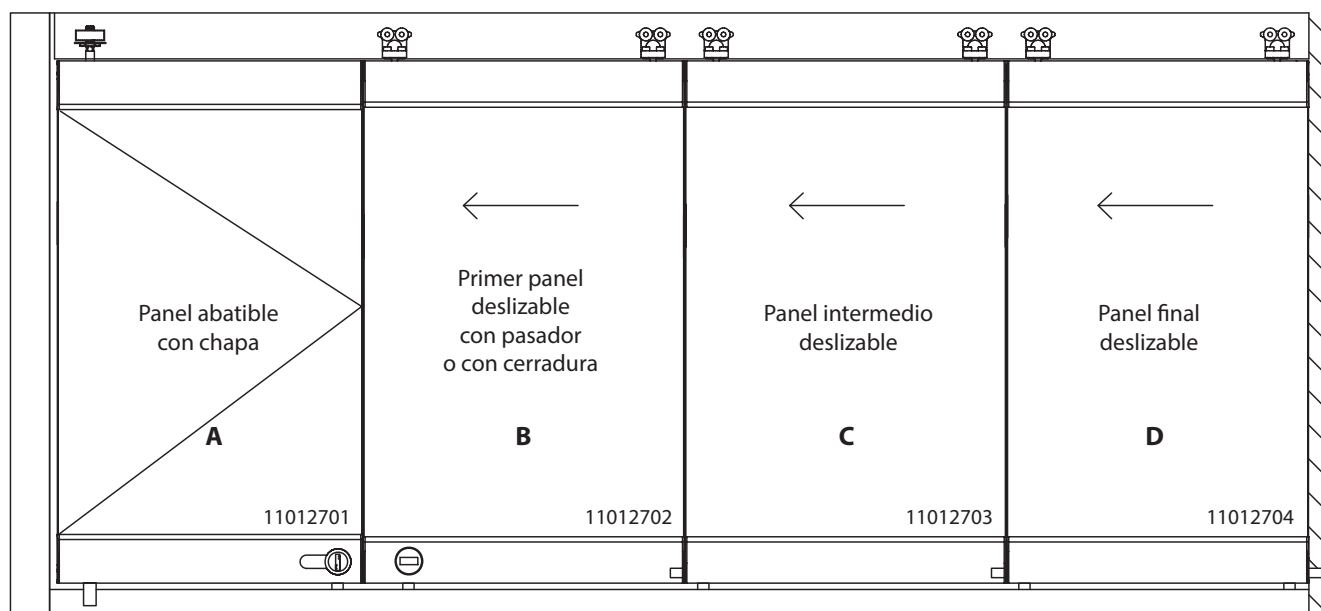 Panel abatible
con chapa
A
11012701
Primer panel
deslizable
con pasador
o con cerradura
B
11012702
Panel intermedio
deslizable
C
11012703
Panel final
deslizable
D
11012704